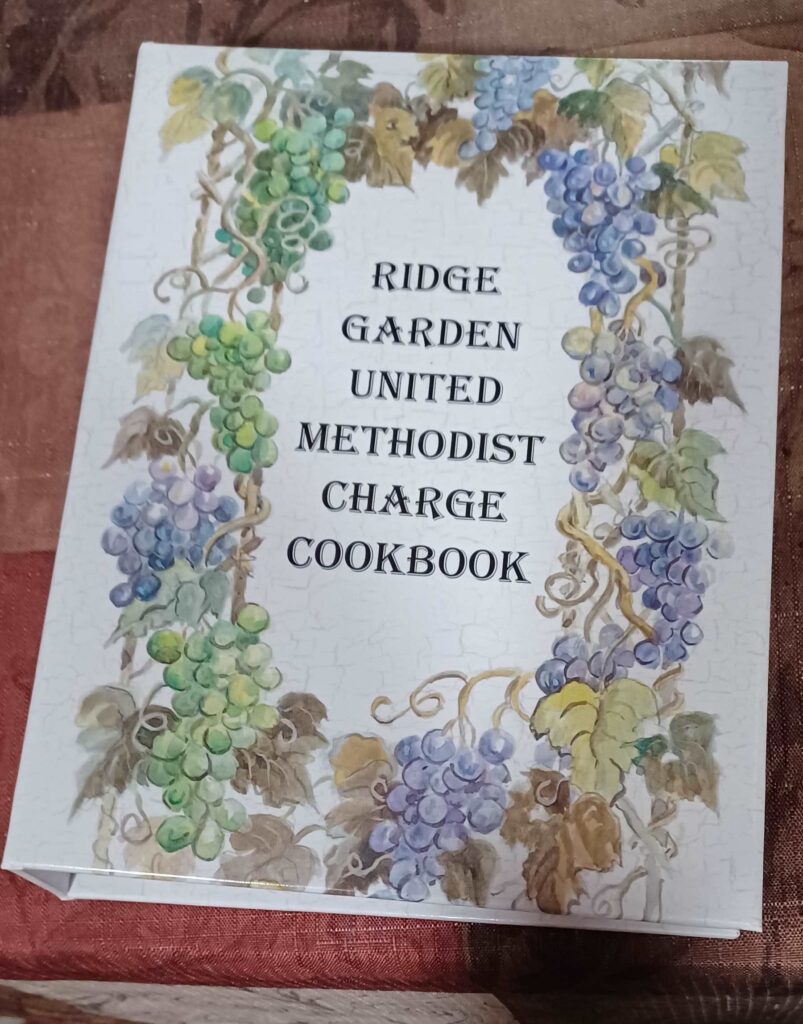 RIDGE
GARDEN
UNITED
METHODIST
CHARGE
COOKBOOK